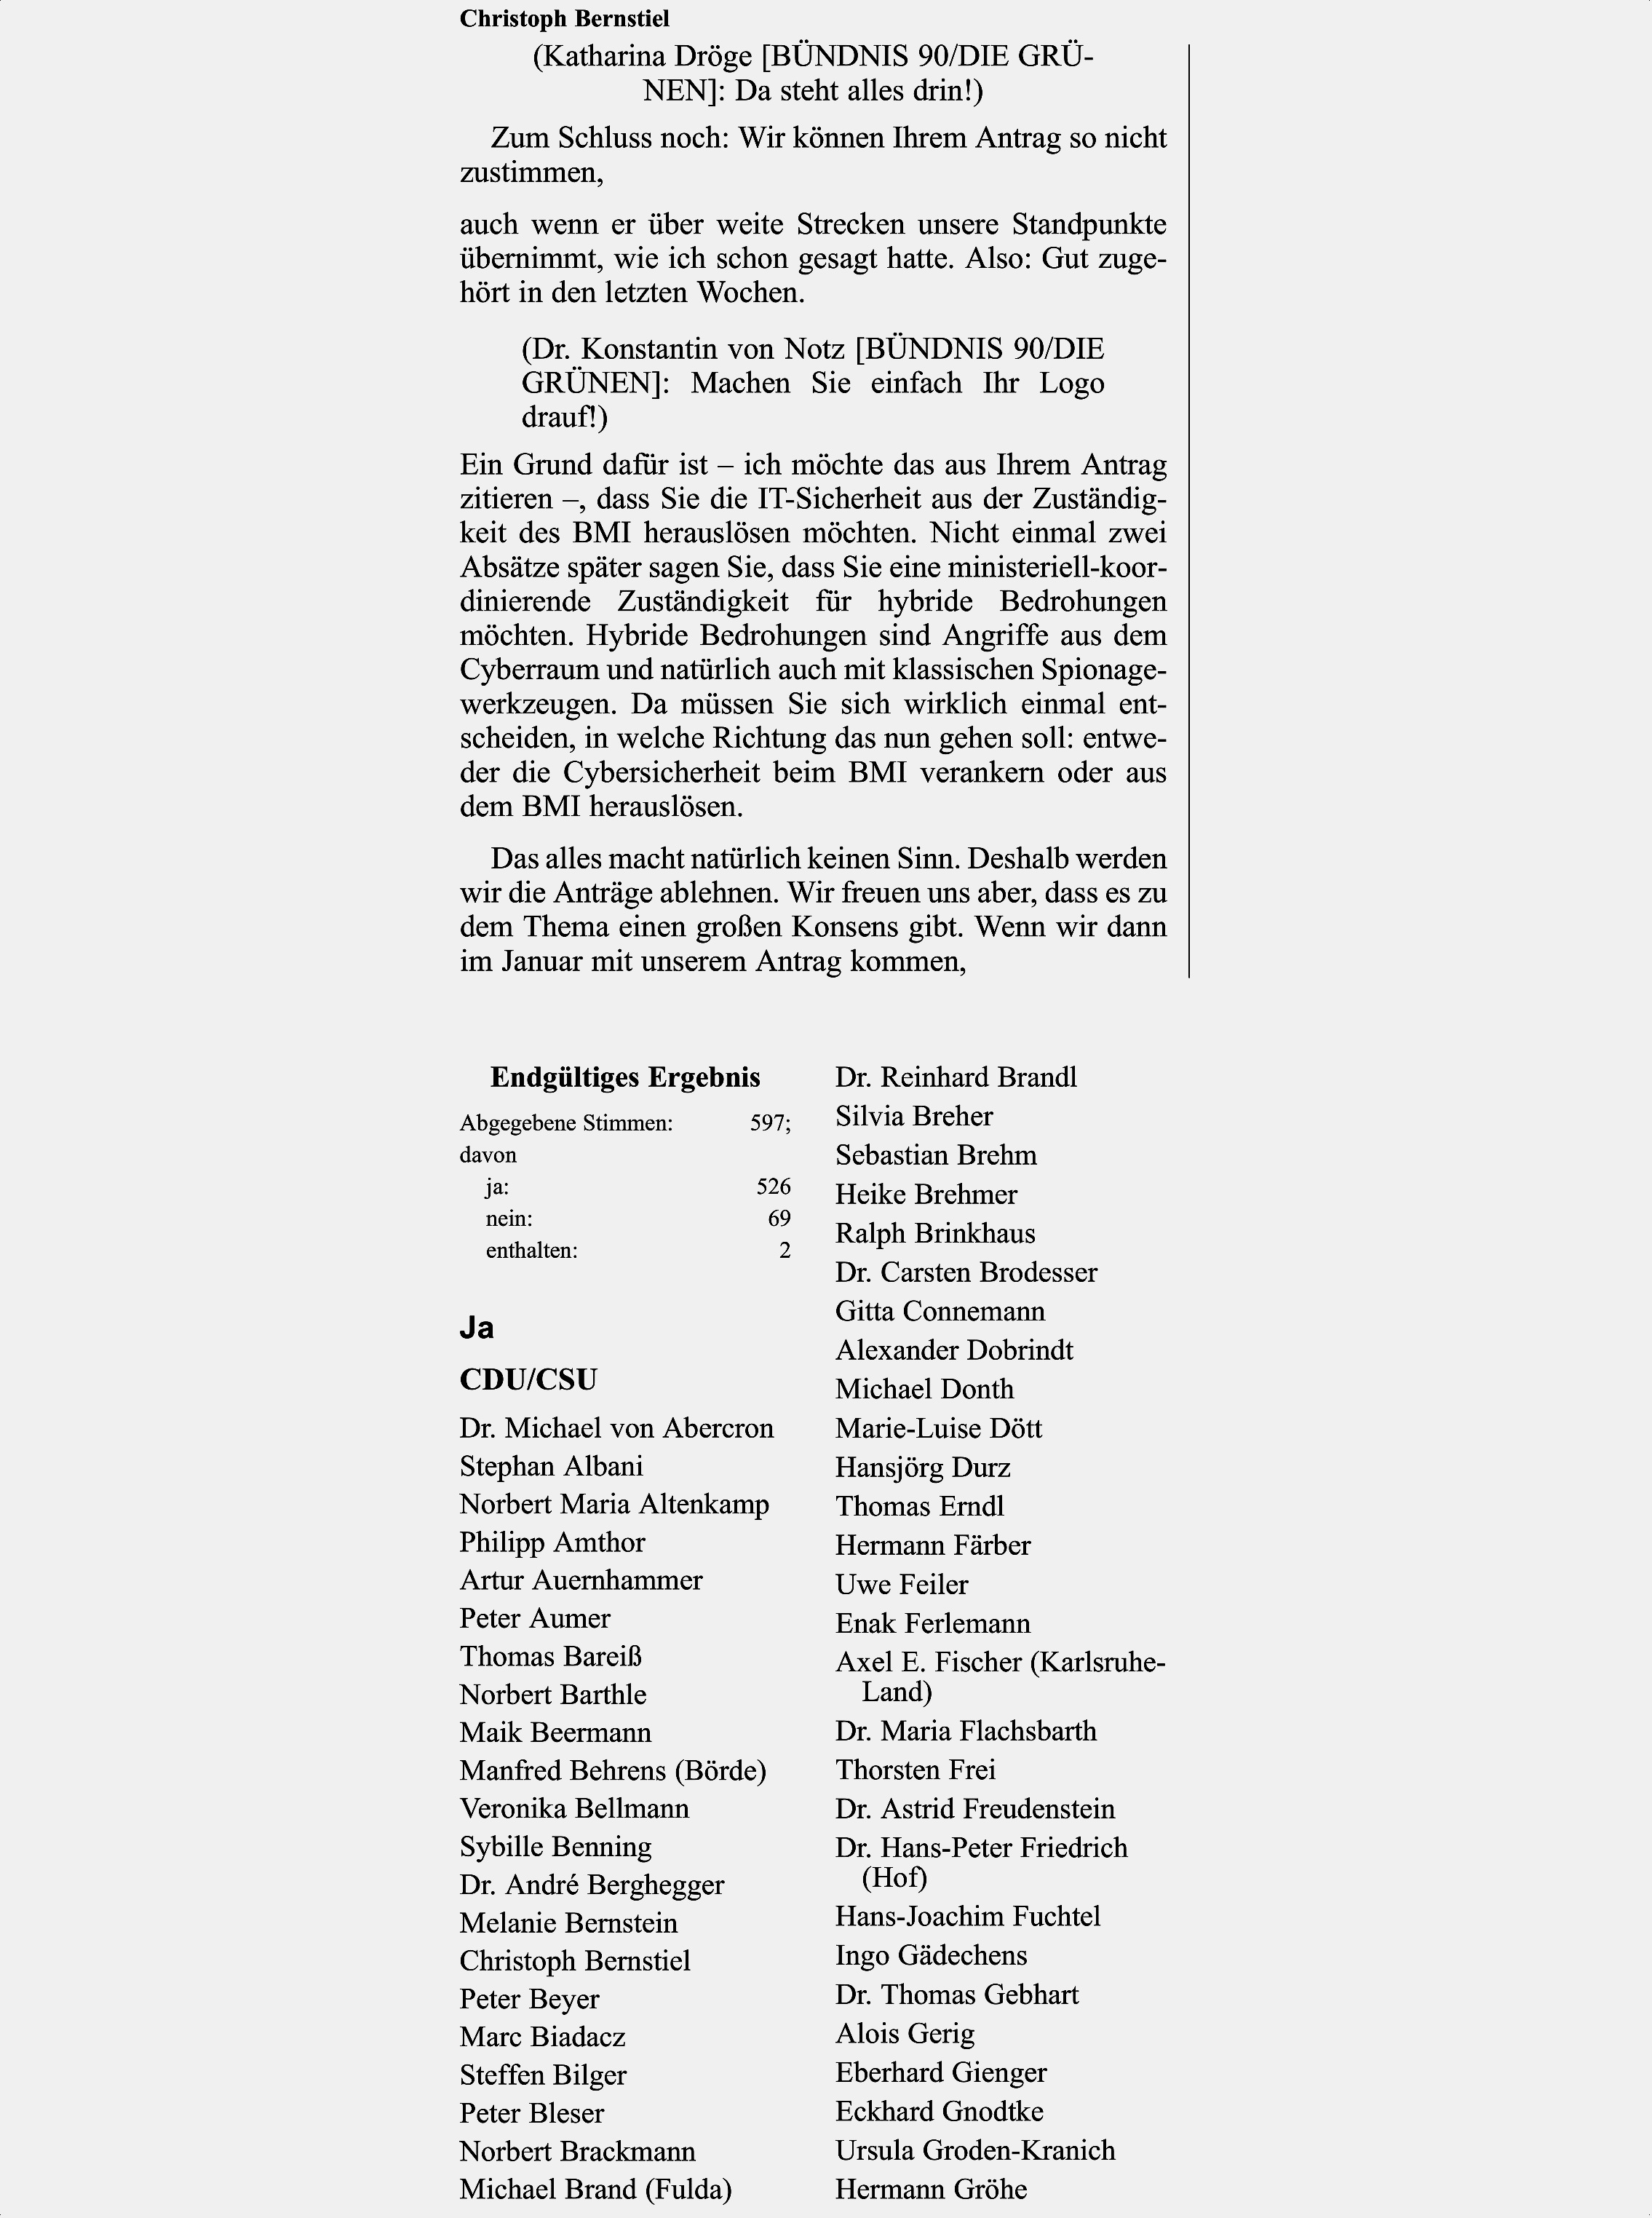 Christoph Bernstiel
(Katharina Dröge [BÜNDNIS 90/DIE GRÜ-
NEN]: Da steht alles drin!)
Zum Schluss noch: Wir können Ihrem Antrag so nicht
zustimmen,
auch wenn er über weite Strecken unsere Standpunkte
übernimmt, wie ich schon gesagt hatte. Also: Gut zuge-
hört in den letzten Wochen.
(Dr. Konstantin von Notz [BÜNDNIS 90/DIE
GRÜNEN]: Machen Sie einfach Ihr Logo
drauf!)
Ein Grund dafür ist – ich möchte das aus Ihrem Antrag
zitieren –, dass Sie die IT-Sicherheit aus der Zuständig-
keit des BMI herauslösen möchten. Nicht einmal zwei
Absätze später sagen Sie, dass Sie eine ministeriell-koor-
dinierende Zuständigkeit für hybride Bedrohungen
möchten. Hybride Bedrohungen sind Angriffe aus dem
Cyberraum und natürlich auch mit klassischen Spionage-
werkzeugen. Da müssen Sie sich wirklich einmal ent-
scheiden, in welche Richtung das nun gehen soll: entwe-
der die Cybersicherheit beim BMI verankern oder aus
dem BMI herauslösen.
Das alles macht natürlich keinen Sinn. Deshalb werden
wir die Anträge ablehnen. Wir freuen uns aber, dass es zu
dem Thema einen großen Konsens gibt. Wenn wir dann
im Januar mit unserem Antrag kommen,
Endgültiges Ergebnis
Abgegebene Stimmen: 597;
davon
ja: 526
nein: 69
enthalten: 2
Ja
CDU/CSU
Dr. Michael von Abercron
Stephan Albani
Norbert Maria Altenkamp
Philipp Amthor
Artur Auernhammer
Peter Aumer
Thomas Bareiß
Norbert Barthle
Maik Beermann
Manfred Behrens (Börde)
Veronika Bellmann
Sybille Benning
Dr. André Berghegger
Melanie Bernstein
Christoph Bernstiel
Peter Beyer
Marc Biadacz
Steffen Bilger
Peter Bleser
Norbert Brackmann
Michael Brand (Fulda)
Dr. Reinhard Brandl
Silvia Breher
Sebastian Brehm
Heike Brehmer
Ralph Brinkhaus
Dr. Carsten Brodesser
Gitta Connemann
Alexander Dobrindt
Michael Donth
Marie-Luise Dött
Hansjörg Durz
Thomas Erndl
Hermann Färber
Uwe Feiler
Enak Ferlemann
Axel E. Fischer (Karlsruhe-
Land)
Dr. Maria Flachsbarth
Thorsten Frei
Dr. Astrid Freudenstein
Dr. Hans-Peter Friedrich
(Hof)
Hans-Joachim Fuchtel
Ingo Gädechens
Dr. Thomas Gebhart
Alois Gerig
Eberhard Gienger
Eckhard Gnodtke
Ursula Groden-Kranich
Hermann Gröhe